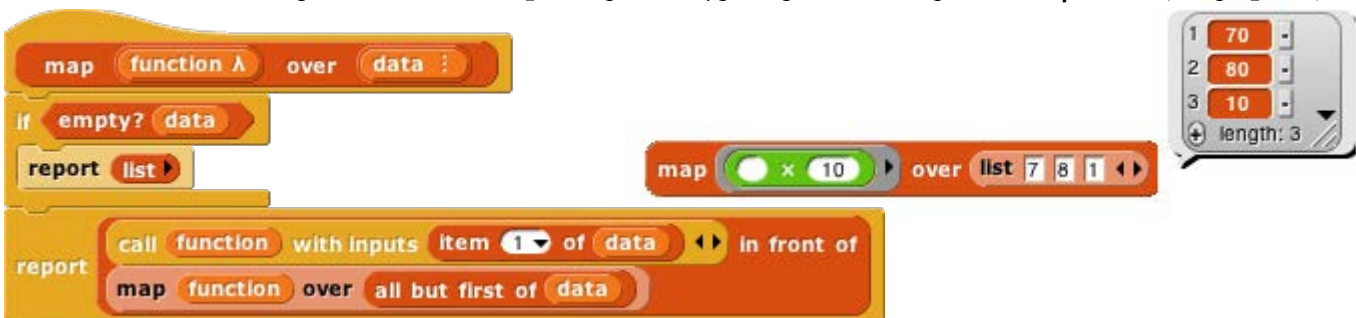 map function λ over data ⋮
if empty? data
report list
report call function with inputs item 1 of data in front of
map function over all but first of data
map × 10 over list 7 8 1
1 70 -
2 80 -
3 10 -
+ length: 3